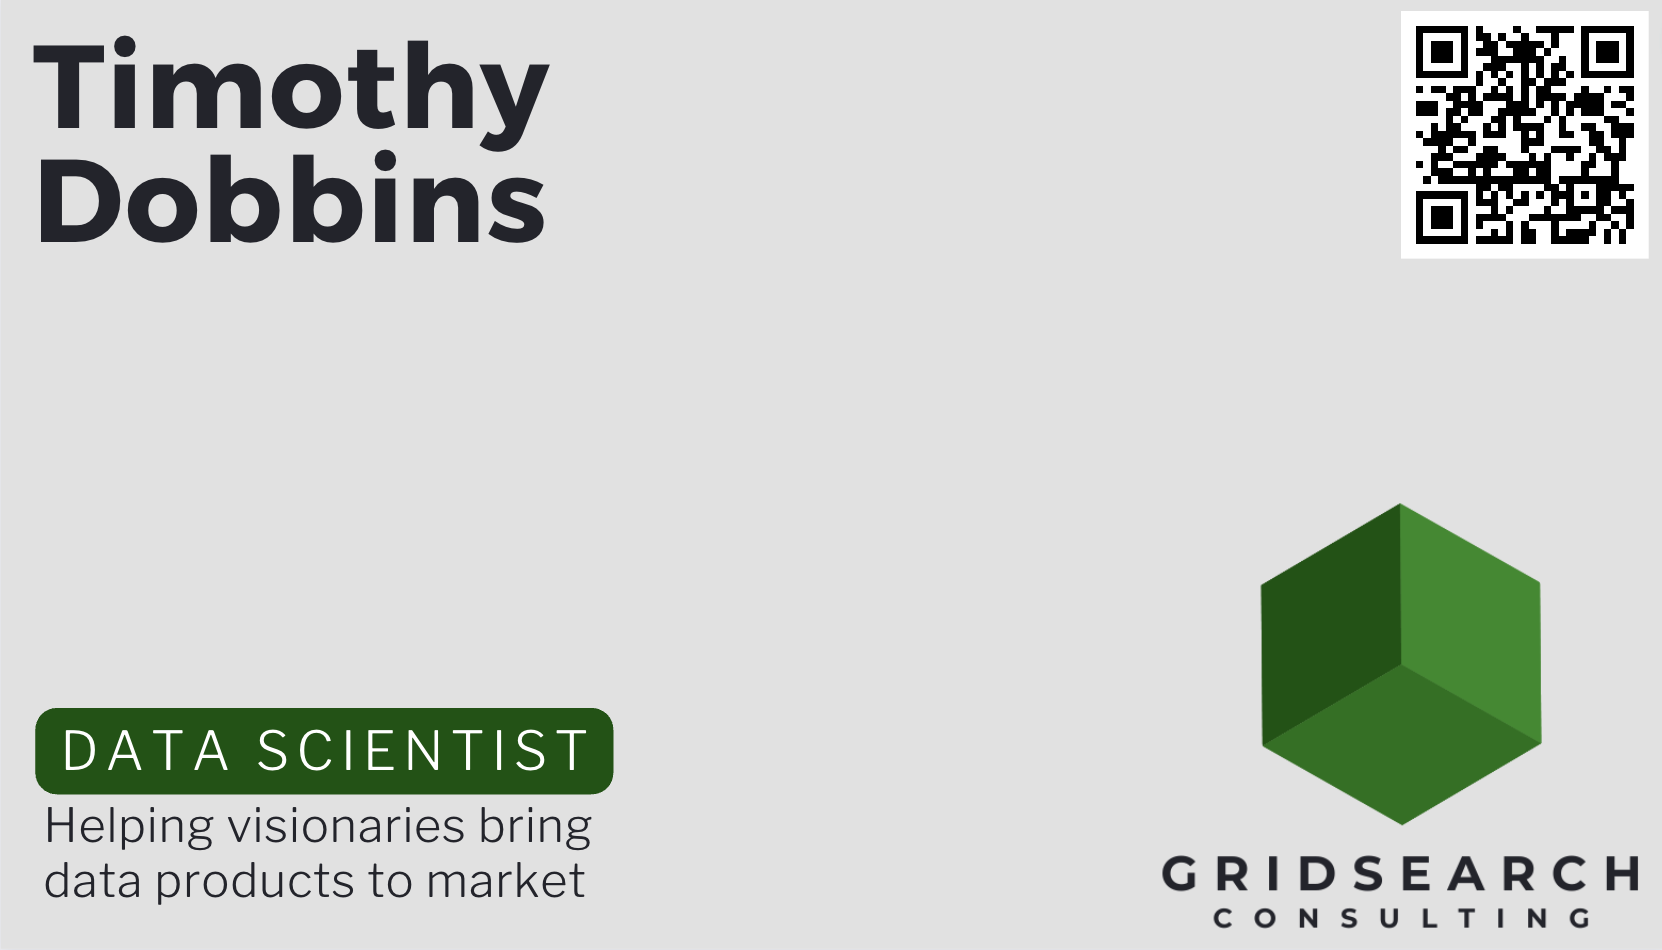 Timothy
Dobbins
DATA SCIENTIST
Helping visionaries bring
data products to market
GRIDSEARCH
CONSULTING